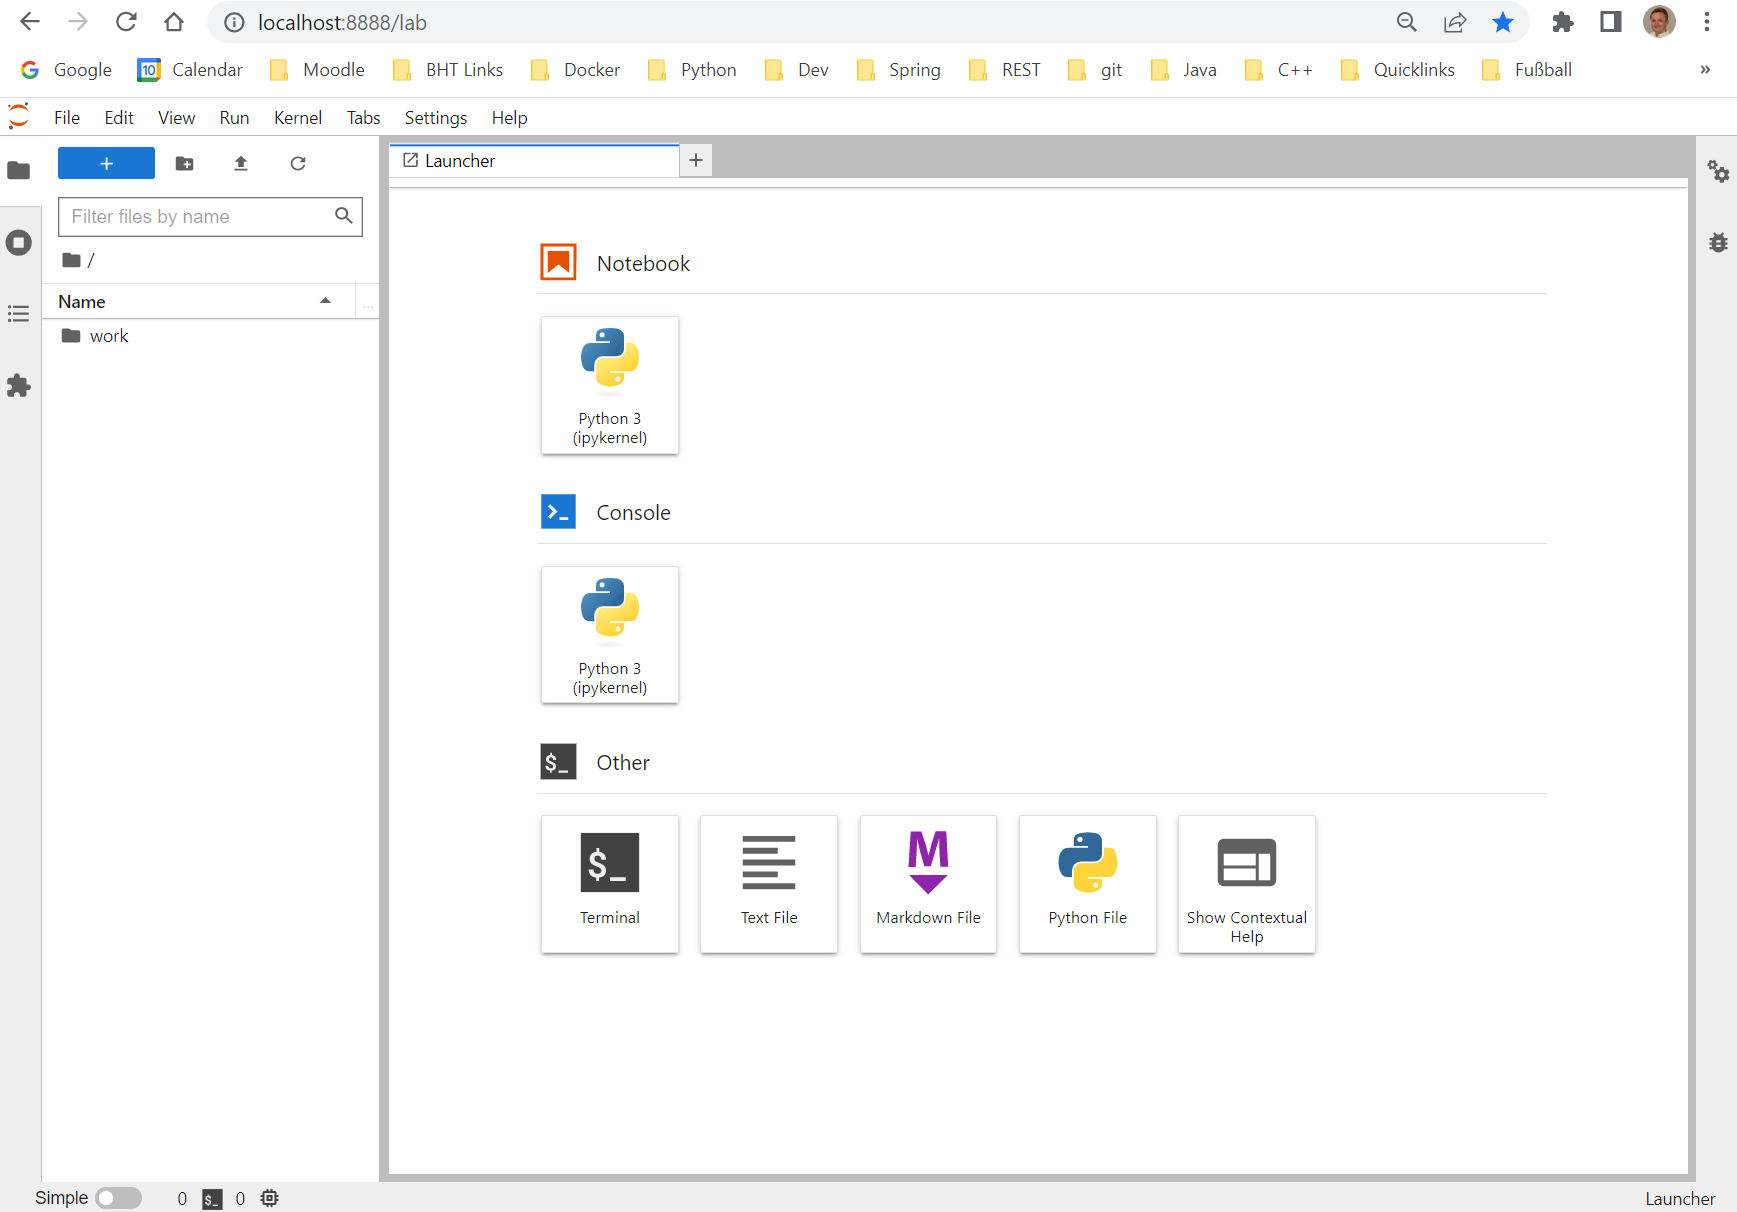 localhost:8888/lab
Google
10 Calendar
Moodle
BHT Links
Docker
Python
Dev
Spring
REST
git
Java
C++
Quicklinks
Fußball
»
File Edit View Run Kernel Tabs Settings Help
+
Launcher
+
Filter files by name
/
Name
...
work
Notebook
Python 3
(ipykernel)
Console
Python 3
(ipykernel)
$_ Other
$_
Terminal
Text File
M
Markdown File
Python File
Show Contextual
Help
Simple 0 $_ 0
Launcher